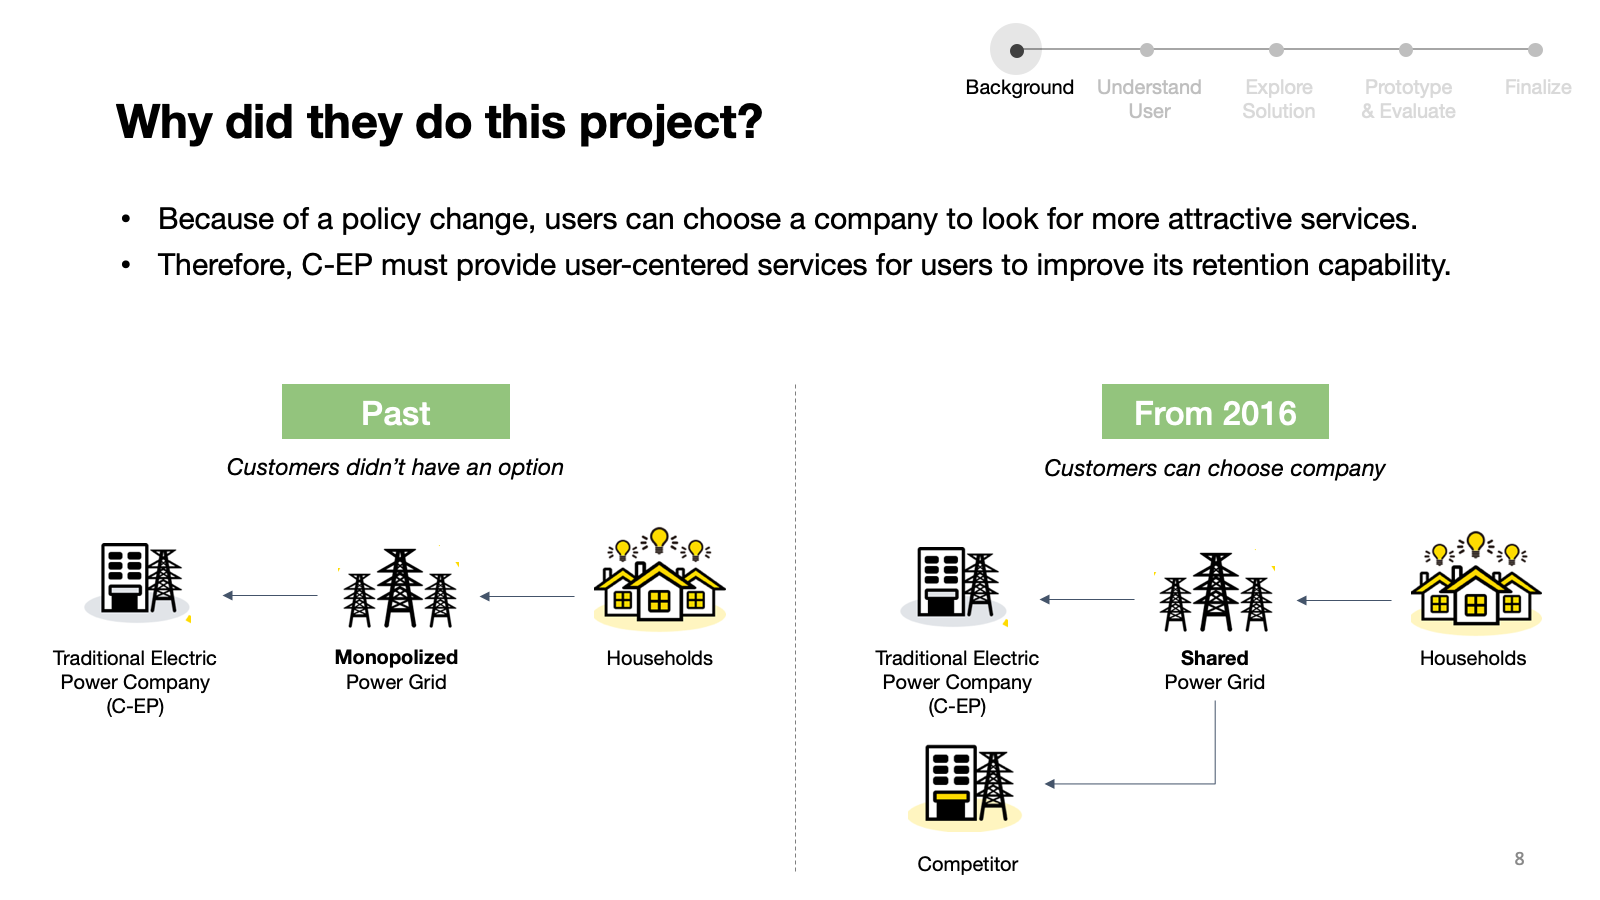 Background
Understand
User
Explore
Solution
Prototype
& Evaluate
Finalize
Why did they do this project?
• Because of a policy change, users can choose a company to look for more attractive services.
• Therefore, C-EP must provide user-centered services for users to improve its retention capability.
Past
Customers didn’t have an option
Traditional Electric
Power Company
(C-EP)
Monopolized
Power Grid
Households
From 2016
Customers can choose company
Traditional Electric
Power Company
(C-EP)
Shared
Power Grid
Households
Competitor
8